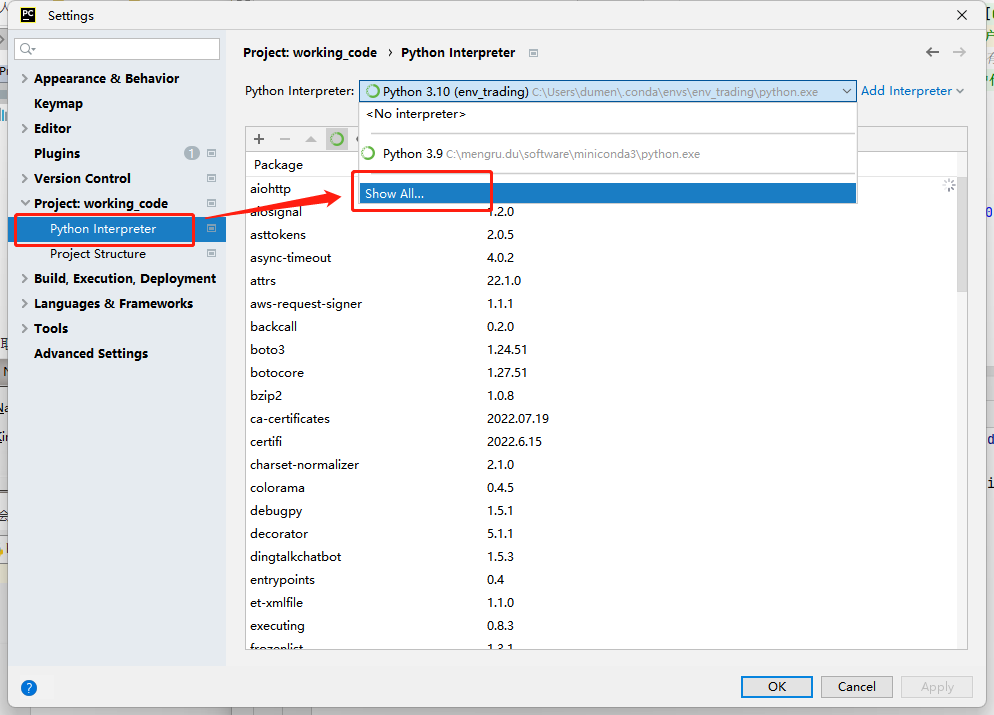 PC Settings
Project: working_code › Python Interpreter
Appearance & Behavior
Keymap
Editor
Plugins 1
Version Control
Project: working_code
Python Interpreter
Project Structure
Build, Execution, Deployment
Languages & Frameworks
Tools
Advanced Settings
Python Interpreter: Python 3.10 (env_trading) C:\Users\dumen\.conda\envs\env_trading\python.exe Add Interpreter
<No interpreter>
Python 3.9 C:\mengru.du\software\miniconda3\python.exe
Show All...
Package
aiohttp
aiosignal 1.2.0
asttokens 2.0.5
async-timeout 4.0.2
attrs 22.1.0
aws-request-signer 1.1.1
backcall 0.2.0
boto3 1.24.51
botocore 1.27.51
bzip2 1.0.8
ca-certificates 2022.07.19
certifi 2022.6.15
charset-normalizer 2.1.0
colorama 0.4.5
debugpy 1.5.1
decorator 5.1.1
dingtalkchatbot 1.5.3
entrypoints 0.4
et-xmlfile 1.1.0
executing 0.8.3
frozenlist 1.3.1
? OK Cancel Apply